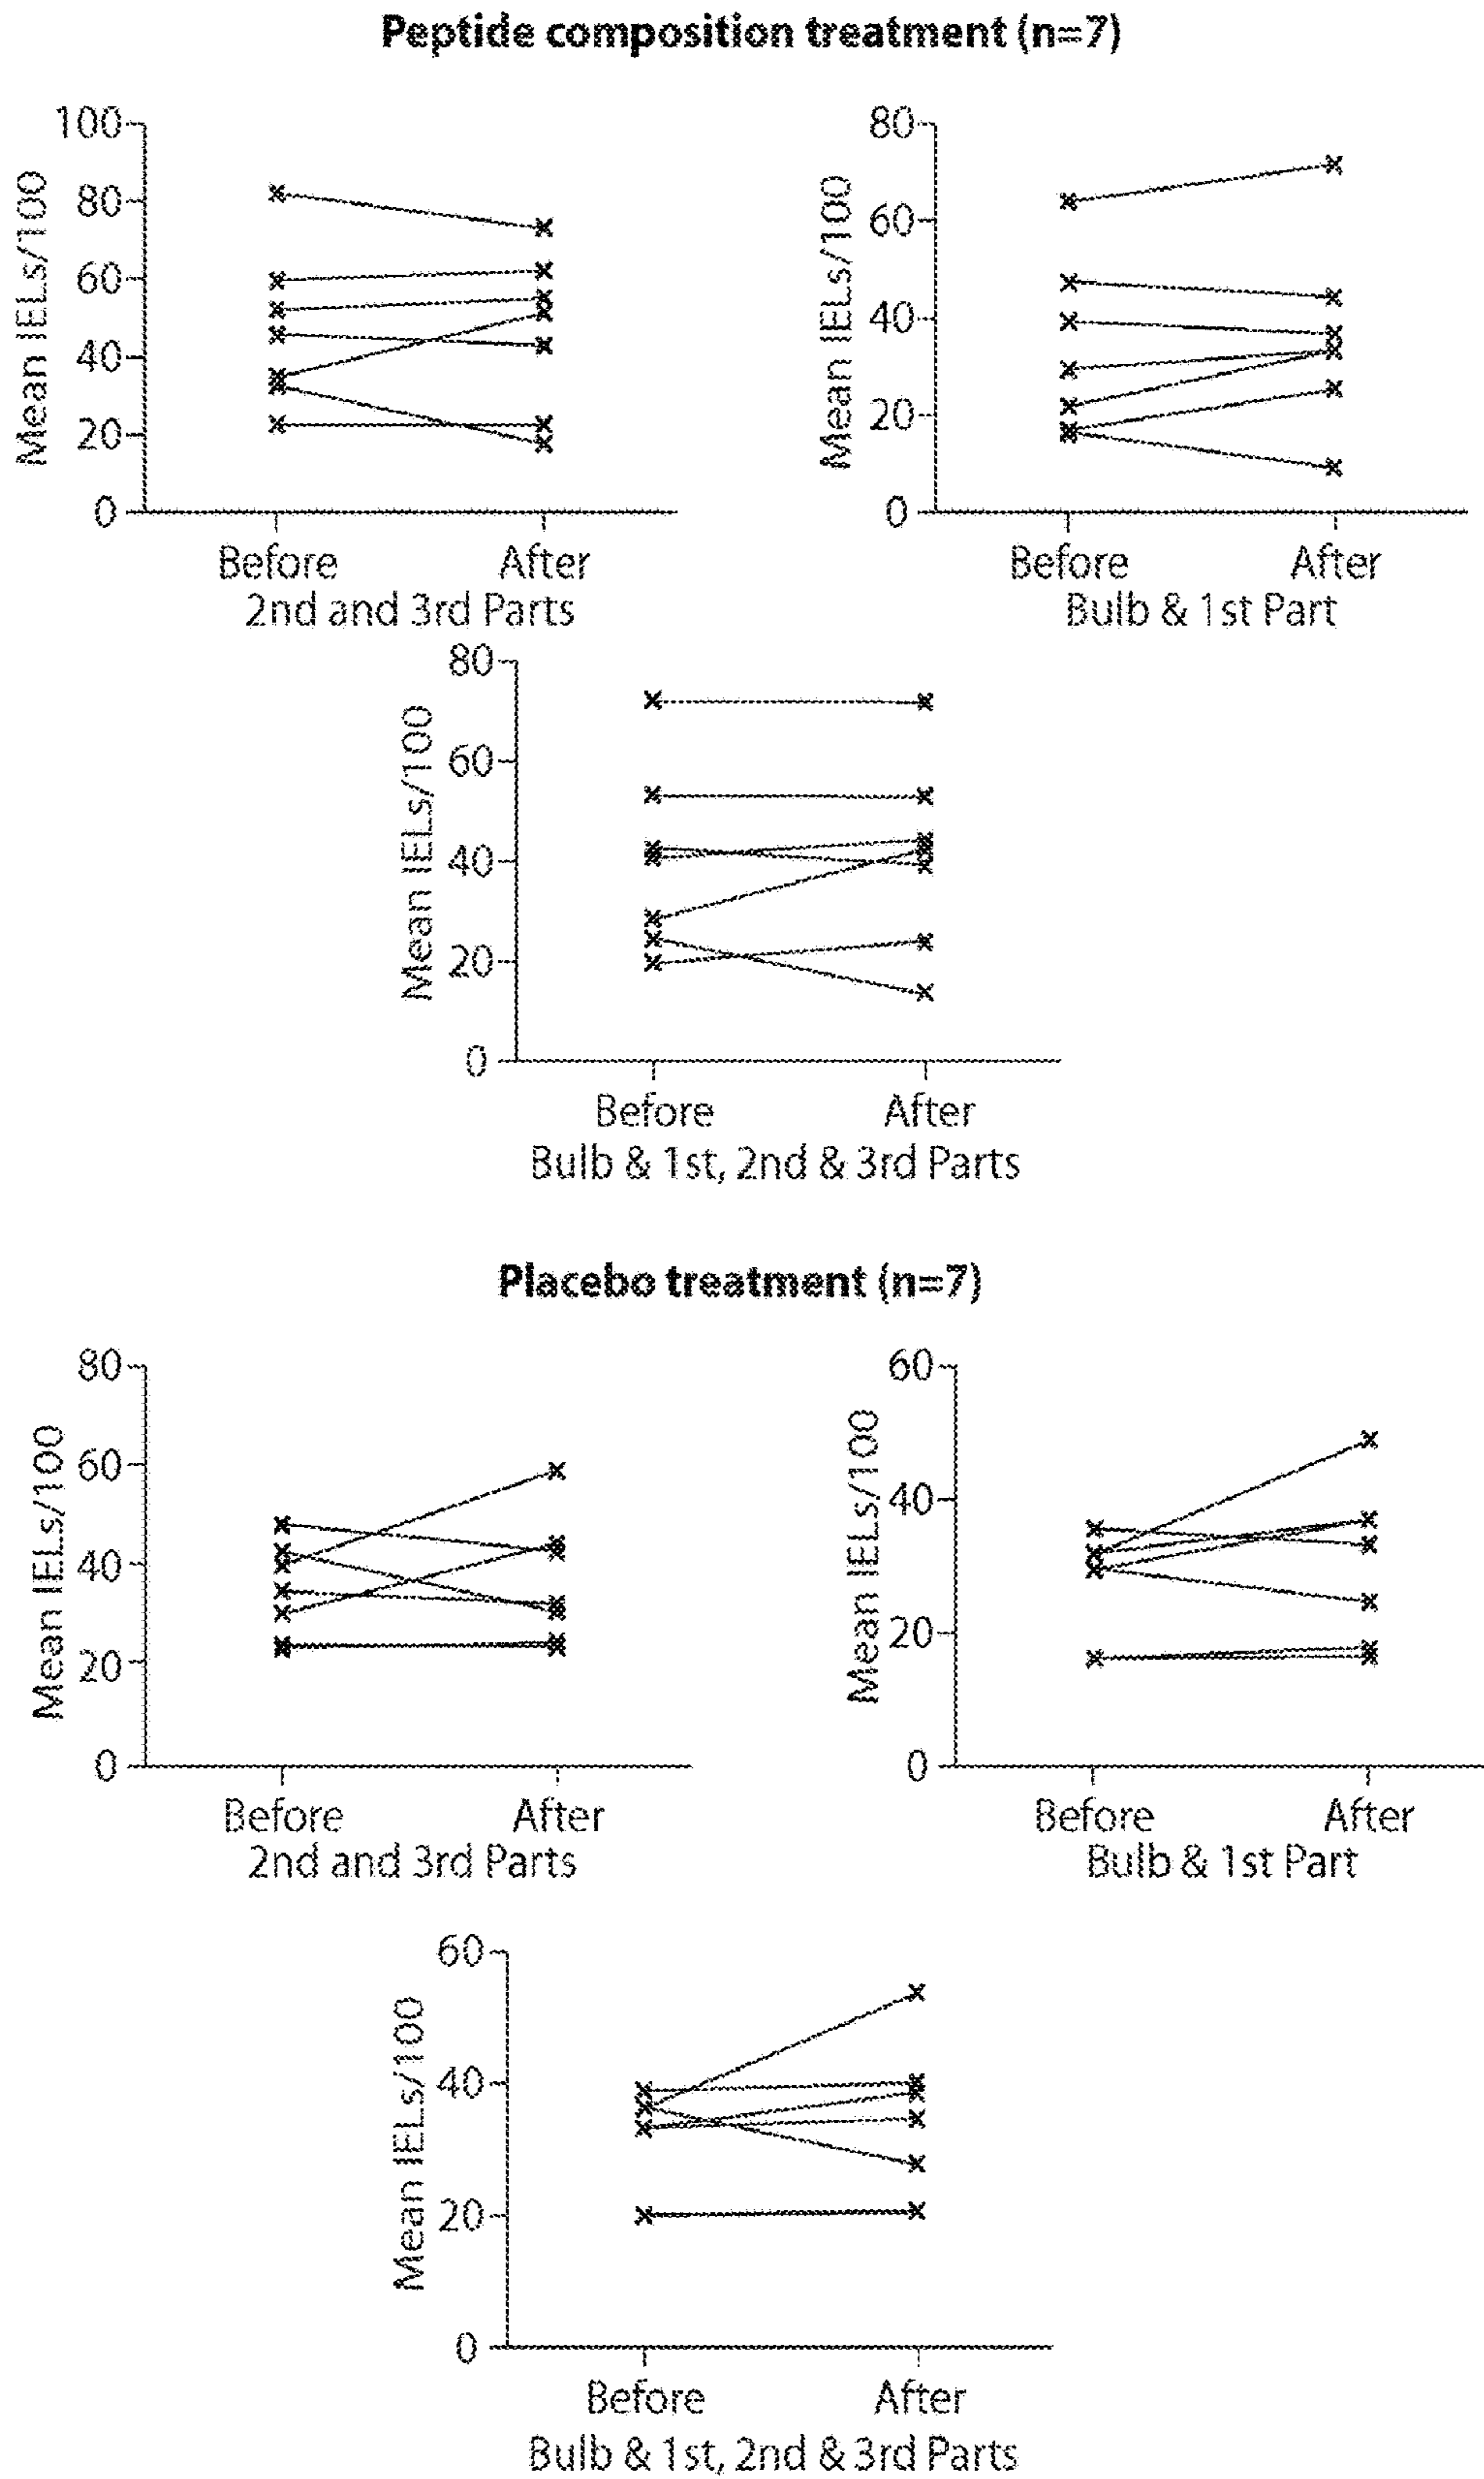 Peptide composition treatment (n=7)
Mean IELs/100
100
80
60
40
20
0
Before After
2nd and 3rd Parts
Mean IELs/100
80
60
40
20
0
Before After
Bulb & 1st Part
Mean IELs/100
80
60
40
20
0
Before After
Bulb & 1st, 2nd & 3rd Parts
Placebo treatment (n=7)
Mean IELs/100
80
60
40
20
0
Before After
2nd and 3rd Parts
Mean IELs/100
60
40
20
0
Before After
Bulb & 1st Part
Mean IELs/100
60
40
20
0
Before After
Bulb & 1st, 2nd & 3rd Parts